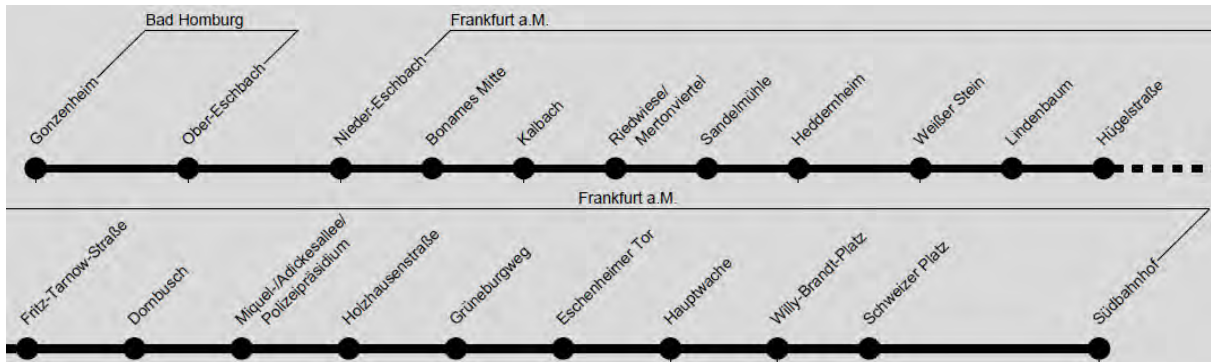 Bad Homburg
Frankfurt a.M.
Gonzenheim
Ober-Eschbach
Nieder-Eschbach
Bonames Mitte
Kalbach
Riedwiese/
Mertonviertel
Sandelmühle
Heddernheim
Weißer Stein
Lindenbaum
Hügelstraße
Frankfurt a.M.
Fritz-Tarnow-Straße
Dornbusch
Miquel-/Adickesallee/
Polizeipräsidium
Holzhausenstraße
Grüneburgweg
Eschenheimer Tor
Hauptwache
Willy-Brandt-Platz
Schweizer Platz
Südbahnhof